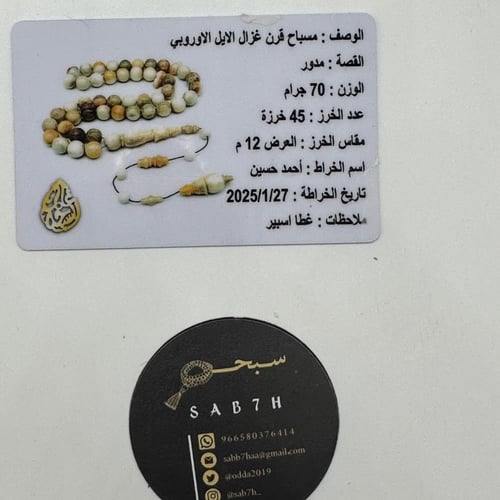 الوصف : مسباح قرن غزال الايل الاوروبي
القصة : مدور
الوزن : 70 جرام
عدد الخرز : 45 خرزة
مقاس الخرز : العرض 12 م
اسم الخراط : أحمد حسين
تاريخ الخراطة : 2025/1/27
ملاحظات : غطا اسبير
سبحـ
SAB7H
966580376414
sabb7haa@gmail.com
@odda2019
@sab7h_